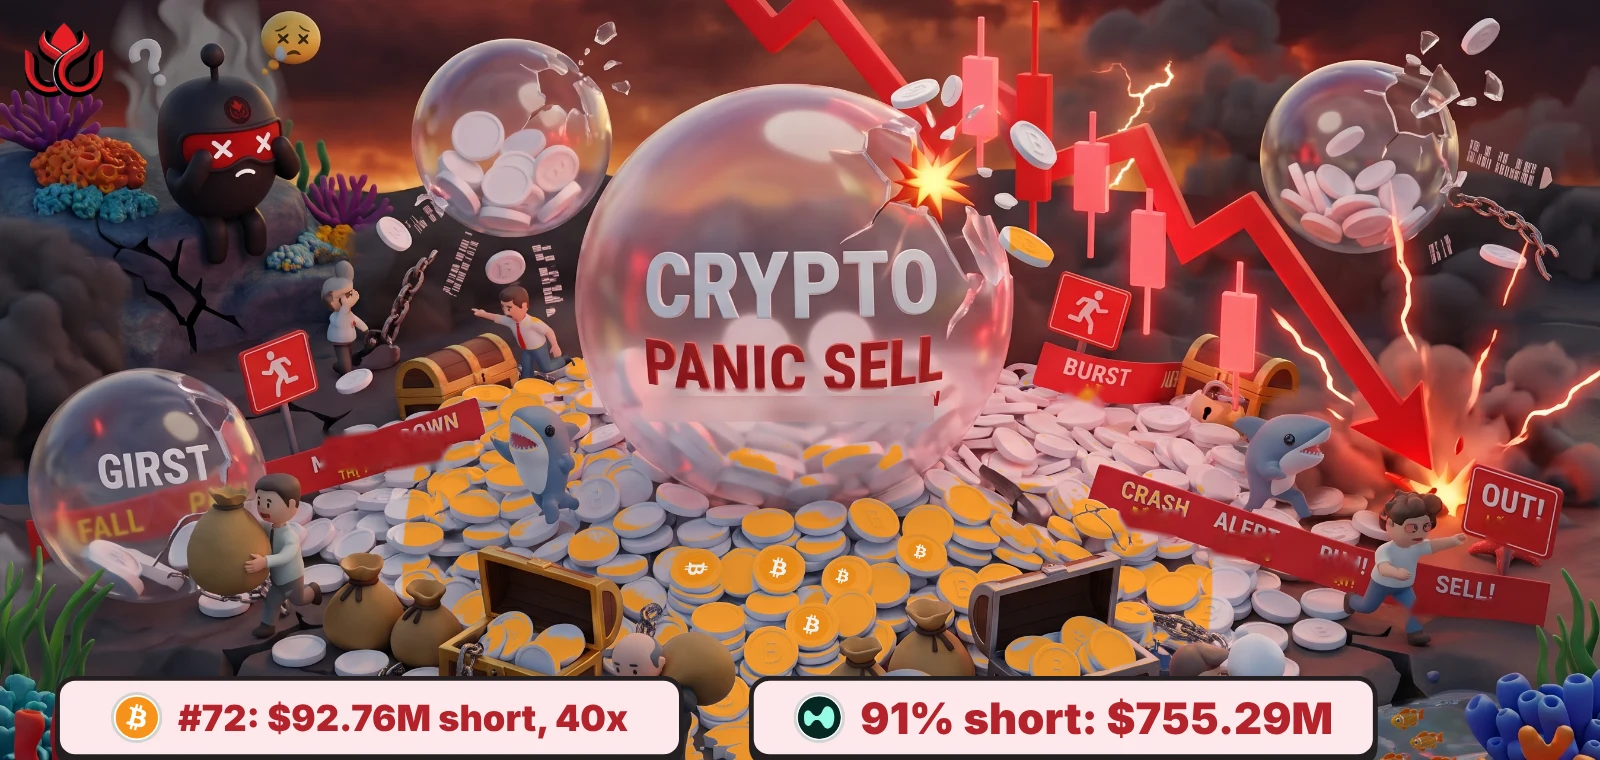 CRYPTO
PANIC SELL
BURST
OWN
GIRST
FALL
CRASH
ALERT
OUT!
SELL!
#72: $92.76M short, 40x
91% short: $755.29M